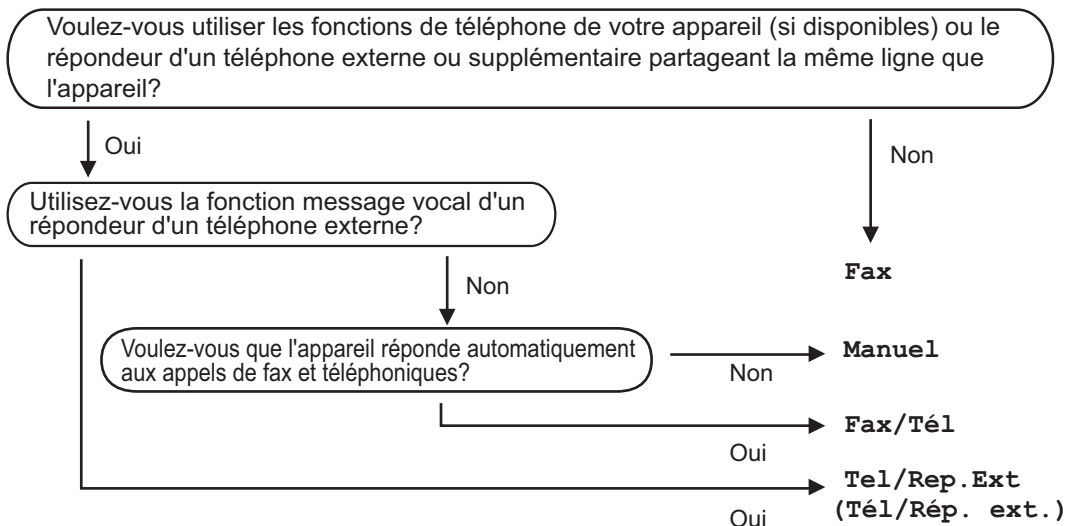 Voulez-vous utiliser les fonctions de téléphone de votre appareil (si disponibles) ou le
répondeur d'un téléphone externe ou supplémentaire partageant la même ligne que
l'appareil?
Oui
Non
Utilisez-vous la fonction message vocal d'un
répondeur d'un téléphone externe?
Fax
Non
Voulez-vous que l'appareil réponde automatiquement
aux appels de fax et téléphoniques?
Non
Manuel
Oui
Fax/Tél
Oui
Tel/Rep.Ext
(Tél/Rép. ext.)